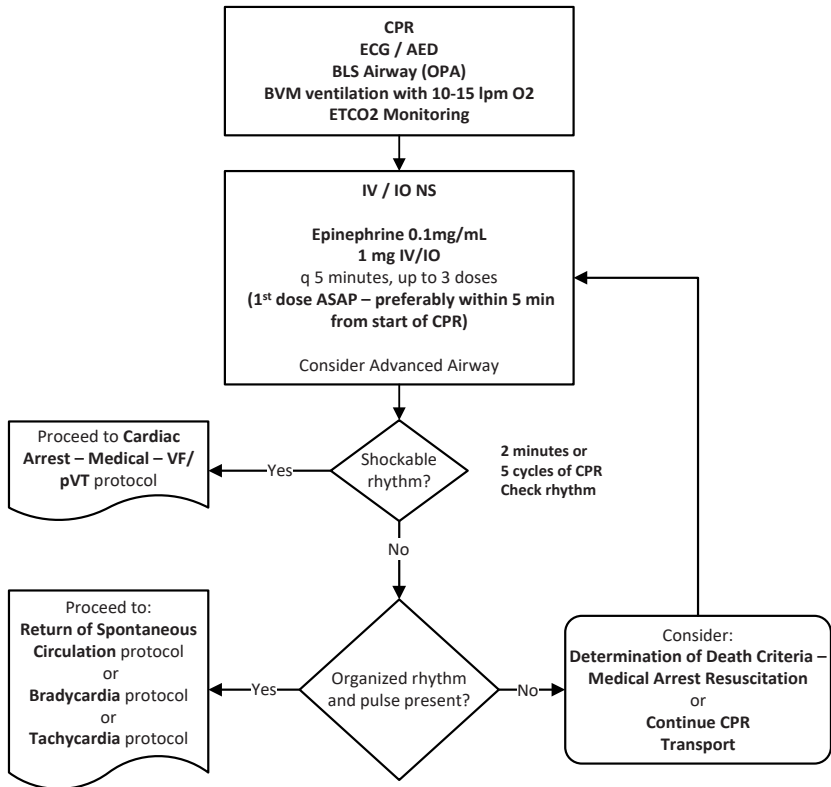 CPR
ECG / AED
BLS Airway (OPA)
BVM ventilation with 10-15 lpm O2
ETCO2 Monitoring
IV / IO NS
Epinephrine 0.1mg/mL
1 mg IV/IO
q 5 minutes, up to 3 doses
(1st dose ASAP – preferably within 5 min
from start of CPR)
Consider Advanced Airway
Proceed to Cardiac
Arrest – Medical – VF/
pVT protocol
Yes
Shockable
rhythm?
2 minutes or
5 cycles of CPR
Check rhythm
No
Proceed to:
Return of Spontaneous
Circulation protocol
or
Bradycardia protocol
or
Tachycardia protocol
Yes
Organized rhythm
and pulse present?
No
Consider:
Determination of Death Criteria –
Medical Arrest Resuscitation
or
Continue CPR
Transport